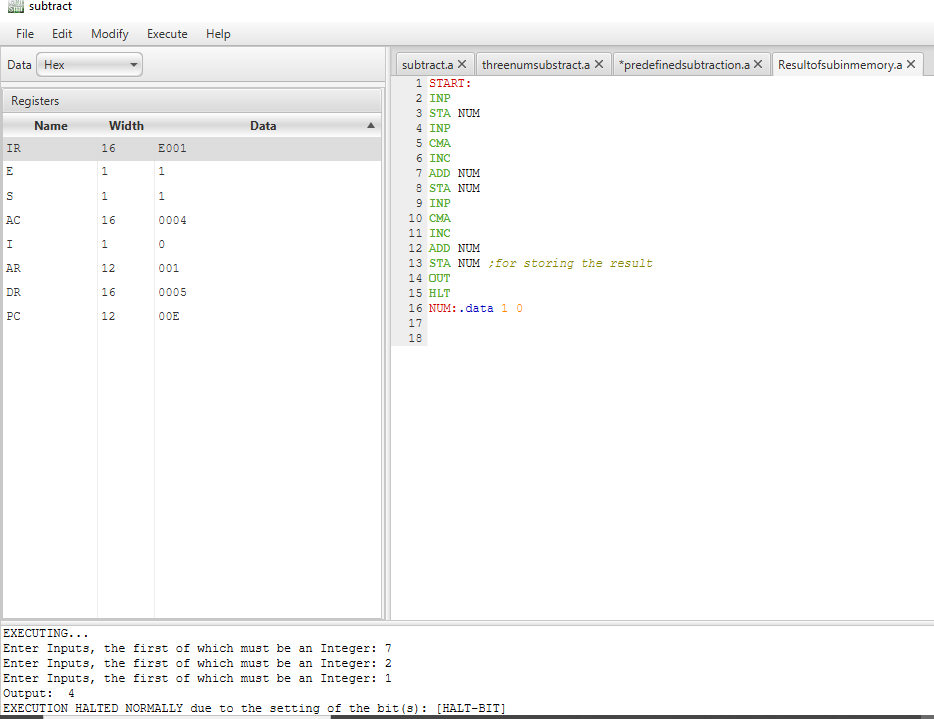 subtract
File Edit Modify Execute Help
Data Hex
subtract.a threenumsubstract.a *predefinedsubtraction.a Resultofsubinmemory.a
Registers
Name Width Data
IR 16 E001
E 1 1
S 1 1
AC 16 0004
I 1 0
AR 12 001
DR 16 0005
PC 12 00E
1 START:
2 INP
3 STA NUM
4 INP
5 CMA
6 INC
7 ADD NUM
8 STA NUM
9 INP
10 CMA
11 INC
12 ADD NUM
13 STA NUM ;for storing the result
14 OUT
15 HLT
16 NUM:.data 1 0
17
18
EXECUTING...
Enter Inputs, the first of which must be an Integer: 7
Enter Inputs, the first of which must be an Integer: 2
Enter Inputs, the first of which must be an Integer: 1
Output: 4
EXECUTION HALTED NORMALLY due to the setting of the bit(s): [HALT-BIT]